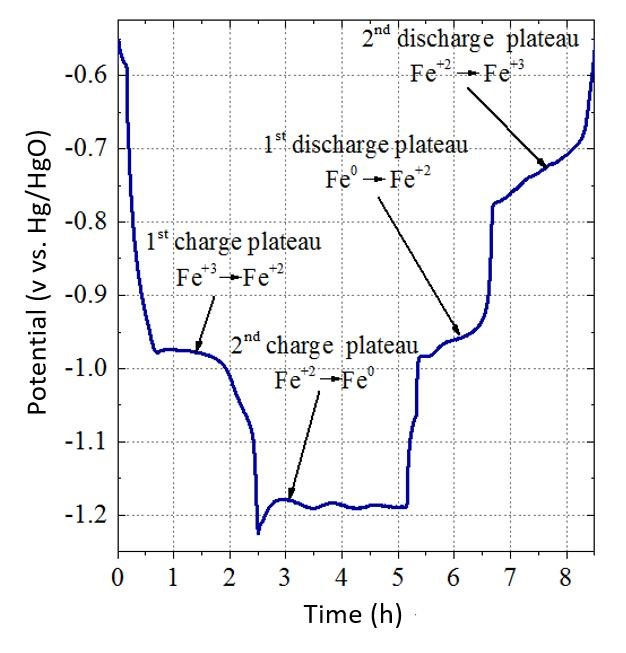 2nd discharge plateau
Fe+2 → Fe+3
1st discharge plateau
Fe0 → Fe+2
1st charge plateau
Fe+3 → Fe+2
2nd charge plateau
Fe+2 → Fe0
Potential (v vs. Hg/HgO)
-0.6
-0.7
-0.8
-0.9
-1.0
-1.1
-1.2
0 1 2 3 4 5 6 7 8
Time (h)